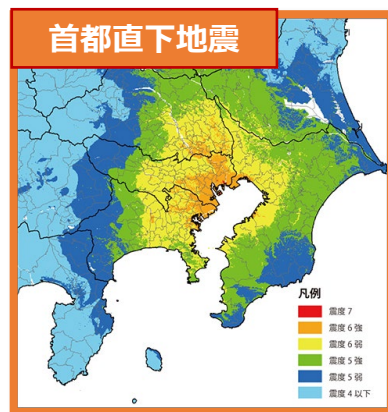 首都直下地震
凡例
震度 7
震度 6 強
震度 6 弱
震度 5 強
震度 5 弱
震度 4 以下